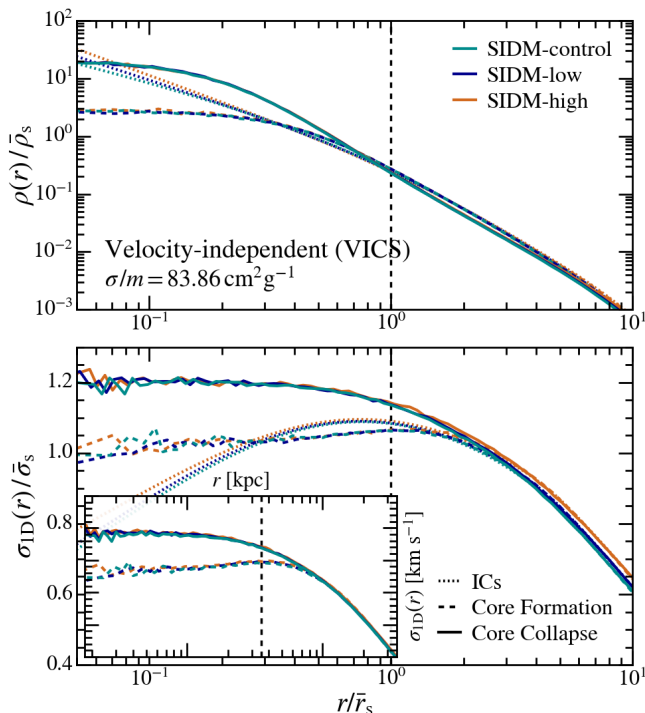 10²
SIDM-control
SIDM-low
SIDM-high
10¹
10⁰
10⁻¹
10⁻²
10⁻³
ρ(r)/ρ̄ₛ
Velocity-independent (VICS)
σ/m = 83.86 cm²g⁻¹
10⁻¹ 10⁰ 10¹
1.2
1.0
0.8
0.6
0.4
σ₁D(r)/σ̄ₛ
r [kpc]
σ₁D(r) [km s⁻¹]
ICs
Core Formation
Core Collapse
10⁻¹ 10⁰ 10¹
r/r̄ₛ